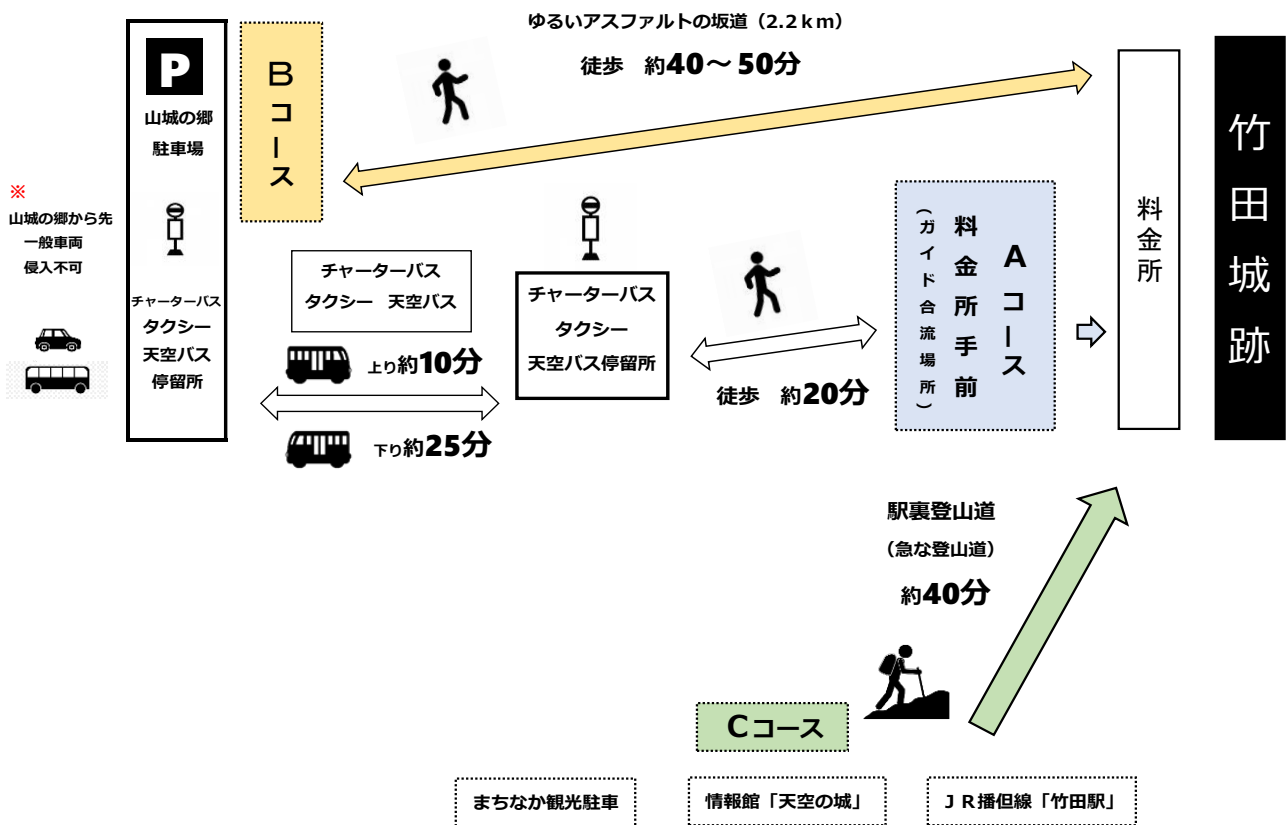 ゆるいアスファルトの坂道（2.2ｋｍ）
徒歩　約40～50分
P
山城の郷
駐車場
Ｂコース
※
山城の郷から先
一般車両
侵入不可
チャーターバス
タクシー
天空バス
停留所
チャーターバス
タクシー　天空バス
上り約10分
下り約25分
チャーターバス
タクシー
天空バス停留所
徒歩　約20分
Ａコース
料金所手前
（ガイド合流場所）
料金所
竹田城跡
駅裏登山道
（急な登山道）
約40分
Ｃコース
まちなか観光駐車
情報館「天空の城」
ＪＲ播但線「竹田駅」